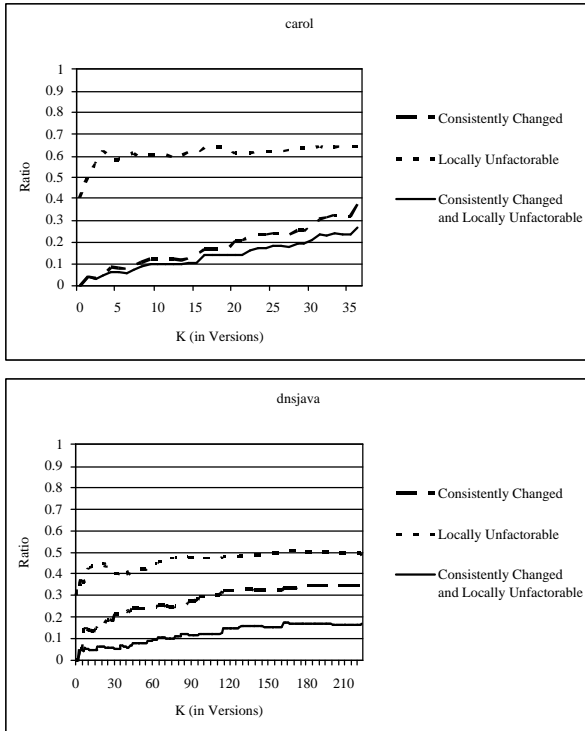 carol
1
0.9
0.8
0.7
0.6
0.5
0.4
0.3
0.2
0.1
0
Ratio
0 5 10 15 20 25 30 35
K (in Versions)
Consistently Changed
Locally Unfactorable
Consistently Changed
and Locally Unfactorable
dnsjava
1
0.9
0.8
0.7
0.6
0.5
0.4
0.3
0.2
0.1
0
Ratio
0 30 60 90 120 150 180 210
K (in Versions)
Consistently Changed
Locally Unfactorable
Consistently Changed
and Locally Unfactorable